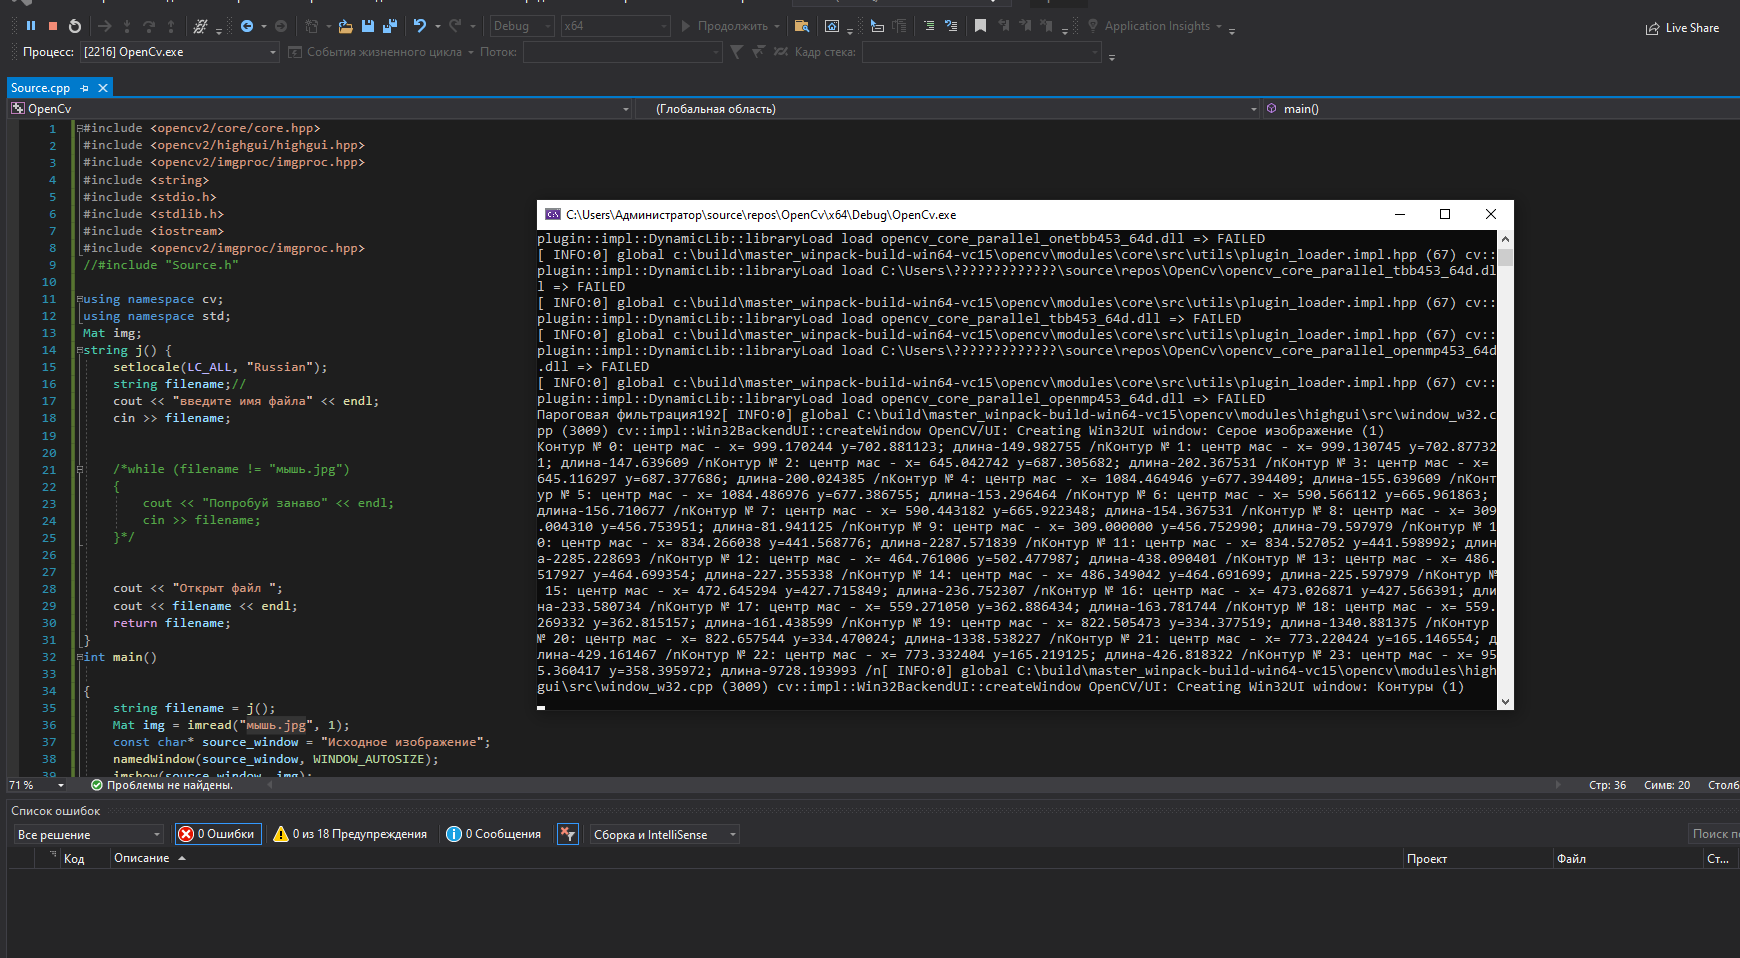 Debug
x64
Продолжить
Application Insights
Live Share
Процесс:
[2216] OpenCv.exe
События жизненного цикла
Поток:
Кадр стека:
Source.cpp
OpenCv
(Глобальная область)
main()
1 #include <opencv2/core/core.hpp>
2 #include <opencv2/highgui/highgui.hpp>
3 #include <opencv2/imgproc/imgproc.hpp>
4 #include <string>
5 #include <stdio.h>
6 #include <stdlib.h>
7 #include <iostream>
8 #include <opencv2/imgproc/imgproc.hpp>
9 //#include "Source.h"
10
11 using namespace cv;
12 using namespace std;
13 Mat img;
14 string j() {
15 setlocale(LC_ALL, "Russian");
16 string filename;//
17 cout << "введите имя файла" << endl;
18 cin >> filename;
19
20
21 /*while (filename != "мышь.jpg")
22 {
23 cout << "Попробуй занаво" << endl;
24 cin >> filename;
25 }*/
26
27
28 cout << "Открыт файл ";
29 cout << filename << endl;
30 return filename;
31 }
32 int main()
33
34 {
35 string filename = j();
36 Mat img = imread("мышь.jpg", 1);
37 const char* source_window = "Исходное изображение";
38 namedWindow(source_window, WINDOW_AUTOSIZE);
39 imshow(source_window, img);
C:\Users\Администратор\source\repos\OpenCv\x64\Debug\OpenCv.exe
plugin::impl::DynamicLib::libraryLoad load opencv_core_parallel_onetbb453_64d.dll => FAILED
[ INFO:0] global c:\build\master_winpack-build-win64-vc15\opencv\modules\core\src\utils\plugin_loader.impl.hpp (67) cv::
plugin::impl::DynamicLib::libraryLoad load C:\Users\?????????????\source\repos\OpenCv\opencv_core_parallel_tbb453_64d.dl
l => FAILED
[ INFO:0] global c:\build\master_winpack-build-win64-vc15\opencv\modules\core\src\utils\plugin_loader.impl.hpp (67) cv::
plugin::impl::DynamicLib::libraryLoad load opencv_core_parallel_tbb453_64d.dll => FAILED
[ INFO:0] global c:\build\master_winpack-build-win64-vc15\opencv\modules\core\src\utils\plugin_loader.impl.hpp (67) cv::
plugin::impl::DynamicLib::libraryLoad load C:\Users\?????????????\source\repos\OpenCv\opencv_core_parallel_openmp453_64d
.dll => FAILED
[ INFO:0] global c:\build\master_winpack-build-win64-vc15\opencv\modules\core\src\utils\plugin_loader.impl.hpp (67) cv::
plugin::impl::DynamicLib::libraryLoad load opencv_core_parallel_openmp453_64d.dll => FAILED
Пароговая фильтрация192[ INFO:0] global C:\build\master_winpack-build-win64-vc15\opencv\modules\highgui\src\window_w32.c
pp (3009) cv::impl::Win32BackendUI::createWindow OpenCV/UI: Creating Win32UI window: Серое изображение (1)
Контур № 0: центр мас - x= 999.170244 y=702.881123; длина-149.982755 /nКонтур № 1: центр мас - x= 999.130745 y=702.87732
1; длина-147.639609 /nКонтур № 2: центр мас - x= 645.042742 y=687.305682; длина-202.367531 /nКонтур № 3: центр мас - x=
645.116297 y=687.377686; длина-200.024385 /nКонтур № 4: центр мас - x= 1084.464946 y=677.394409; длина-155.639609 /nКонт
ур № 5: центр мас - x= 1084.486976 y=677.386755; длина-153.296464 /nКонтур № 6: центр мас - x= 590.566112 y=665.961863;
длина-156.710677 /nКонтур № 7: центр мас - x= 590.443182 y=665.922348; длина-154.367531 /nКонтур № 8: центр мас - x= 309
.004310 y=456.753951; длина-81.941125 /nКонтур № 9: центр мас - x= 309.000000 y=456.752990; длина-79.597979 /nКонтур № 1
0: центр мас - x= 834.266038 y=441.568776; длина-2287.571839 /nКонтур № 11: центр мас - x= 834.527052 y=441.598992; длин
а-2285.228693 /nКонтур № 12: центр мас - x= 464.761006 y=502.477987; длина-438.090401 /nКонтур № 13: центр мас - x= 486.
517927 y=464.699354; длина-227.355338 /nКонтур № 14: центр мас - x= 486.349042 y=464.691699; длина-225.597979 /nКонтур №
15: центр мас - x= 472.645294 y=427.715849; длина-236.752307 /nКонтур № 16: центр мас - x= 473.026871 y=427.566391; дли
на-233.580734 /nКонтур № 17: центр мас - x= 559.271050 y=362.886434; длина-163.781744 /nКонтур № 18: центр мас - x= 559.
269332 y=362.815157; длина-161.438599 /nКонтур № 19: центр мас - x= 822.505473 y=334.377519; длина-1340.881375 /nКонтур
№ 20: центр мас - x= 822.657544 y=334.470024; длина-1338.538227 /nКонтур № 21: центр мас - x= 773.220424 y=165.146554; д
лина-429.161467 /nКонтур № 22: центр мас - x= 773.332404 y=165.219125; длина-426.818322 /nКонтур № 23: центр мас - x= 95
5.360417 y=358.395972; длина-9728.193993 /n[ INFO:0] global C:\build\master_winpack-build-win64-vc15\opencv\modules\high
gui\src\window_w32.cpp (3009) cv::impl::Win32BackendUI::createWindow OpenCV/UI: Creating Win32UI window: Контуры (1)
71 %
Проблемы не найдены.
Стр: 36
Симв: 20
Столб
Список ошибок
Все решение
0 Ошибки
0 из 18 Предупреждения
0 Сообщения
Сборка и IntelliSense
Поиск по
Код
Описание
Проект
Файл
Ст...